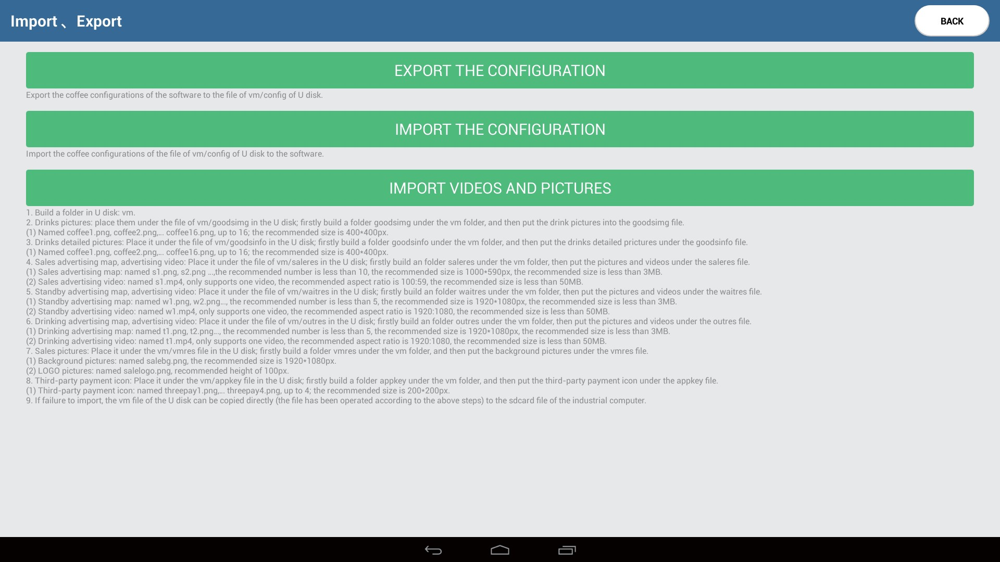 Import 、 Export
BACK
EXPORT THE CONFIGURATION
Export the coffee configurations of the software to the file of vm/config of U disk.
IMPORT THE CONFIGURATION
Import the coffee configurations of the file of vm/config of U disk to the software.
IMPORT VIDEOS AND PICTURES
1. Build a folder in U disk: vm.
2. Drinks pictures: place them under the file of vm/goodsimg in the U disk; firstly build a folder goodsimg under the vm folder, and then put the drink pictures into the goodsimg file.
(1) Named coffee1.png, coffee2.png,... coffee16.png, up to 16; the recommended size is 400*400px.
3. Drinks detailed pictures: Place it under the file of vm/goodsinfo in the U disk; firstly build a folder goodsinfo under the vm folder, and then put the drinks detailed prictures under the goodsinfo file.
(1) Named coffee1.png, coffee2.png,... coffee16.png, up to 16; the recommended size is 400*400px.
4. Sales advertising map, advertising video: Place it under the file of vm/saleres in the U disk; firstly build an folder saleres under the vm folder, then put the pictures and videos under the saleres file.
(1) Sales advertising map: named s1.png, s2.png ...,the recommended number is less than 10, the recommended size is 1000*590px, the recommended size is less than 3MB.
(2) Sales advertising video: named s1.mp4, only supports one video, the recommended aspect ratio is 100:59, the recommended size is less than 50MB.
5. Standby advertising map, advertising video: Place it under the file of vm/waitres in the U disk; firstly build an folder waitres under the vm folder, then put the pictures and videos under the waitres file.
(1) Standby advertising map: named w1.png, w2.png..., the recommended number is less than 5, the recommended size is 1920*1080px, the recommended size is less than 3MB.
(2) Standby advertising video: named w1.mp4, only supports one video, the recommended aspect ratio is 1920:1080, the recommended size is less than 50MB.
6. Drinking advertising map, advertising video: Place it under the file of vm/outres in the U disk; firstly build an folder outres under the vm folder, then put the pictures and videos under the outres file.
(1) Drinking advertising map: named t1.png, t2.png..., the recommended number is less than 5, the recommended size is 1920*1080px, the recommended size is less than 3MB.
(2) Drinking advertising video: named t1.mp4, only supports one video, the recommended aspect ratio is 1920:1080, the recommended size is less than 50MB.
7. Sales pictures: Place it under the vm/vmres file in the U disk; firstly build a folder vmres under the vm folder, and then put the background pictures under the vmres file.
(1) Background pictures: named salebg.png, the recommended size is 1920*1080px.
(2) LOGO pictures: named salelogo.png, recommended height of 100px.
8. Third-party payment icon: Place it under the vm/appkey file in the U disk; firstly build a folder appkey under the vm folder, and then put the third-party payment icon under the appkey file.
(1) Third-party payment icon: named threepay1.png,... threepay4.png, up to 4; the recommended size is 200*200px.
9. If failure to import, the vm file of the U disk can be copied directly (the file has been operated according to the above steps) to the sdcard file of the industrial computer.